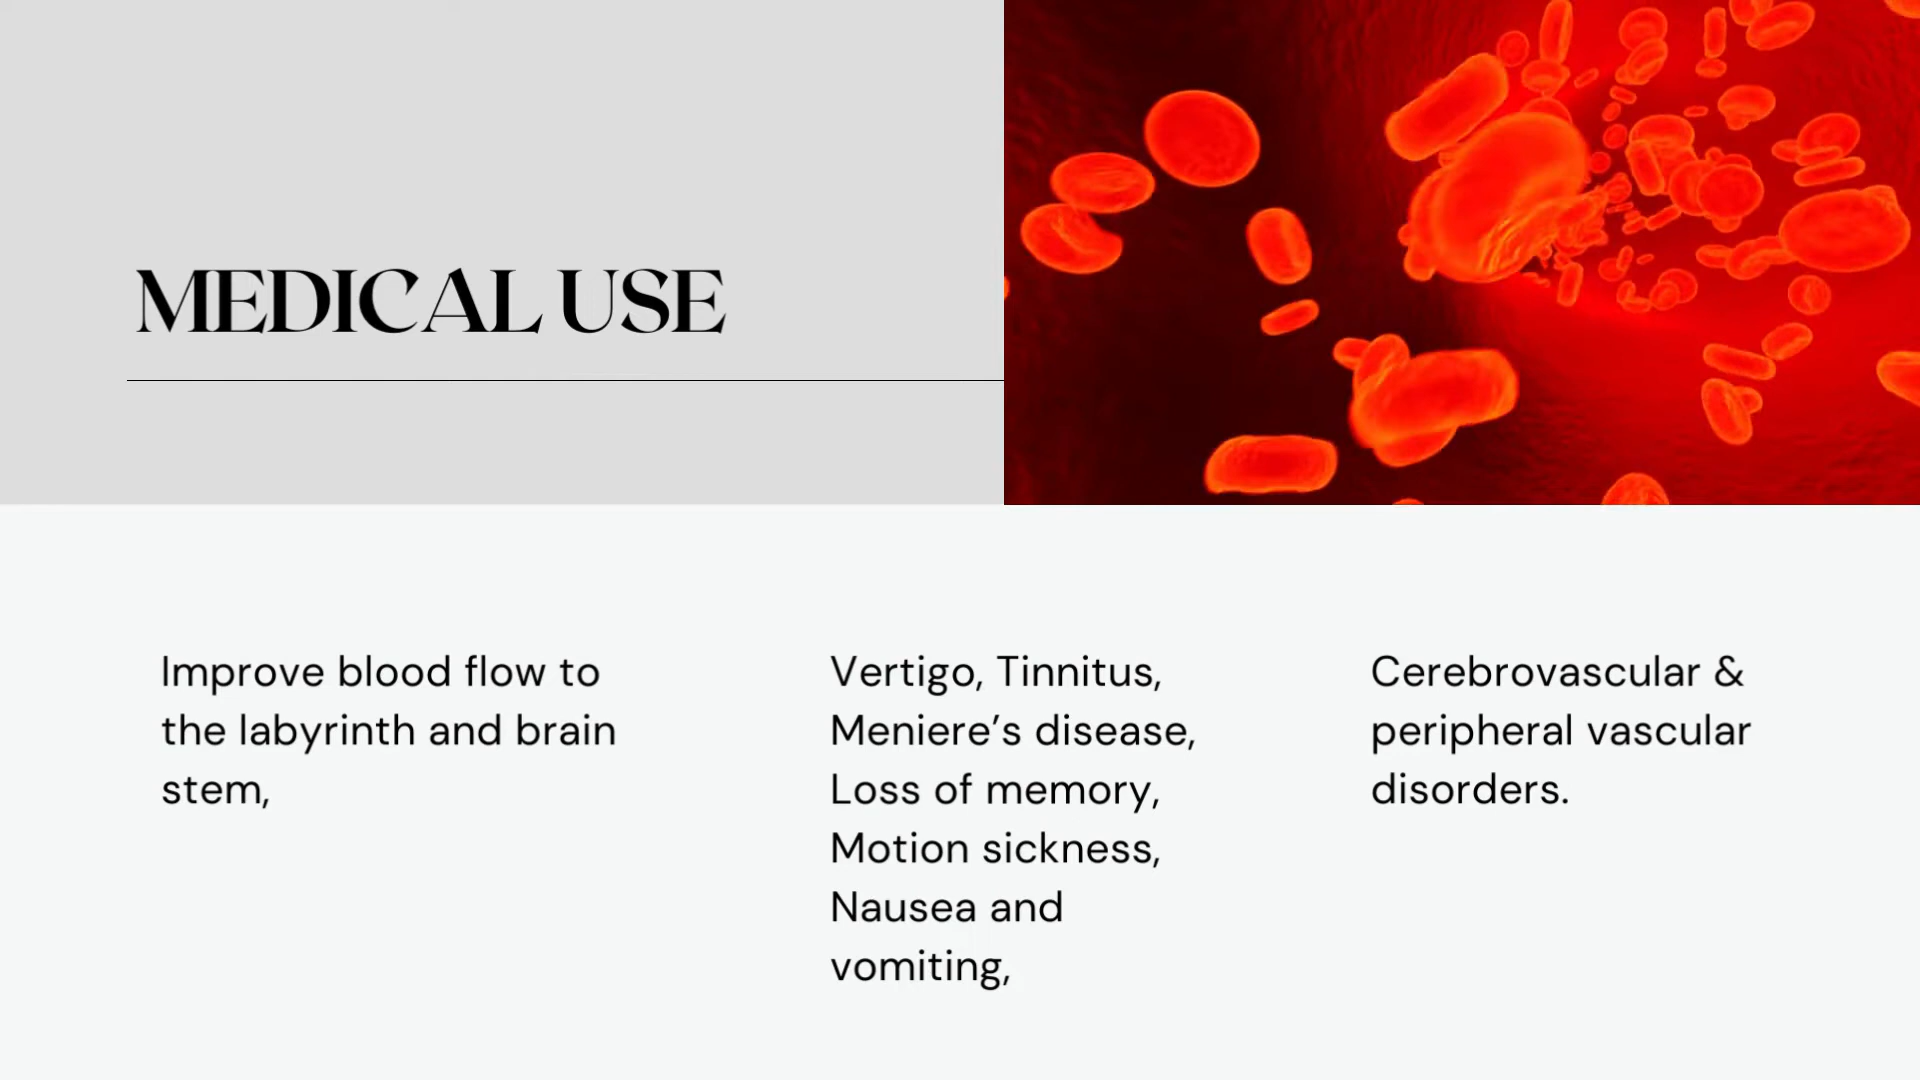 MEDICAL USE
Improve blood flow to
the labyrinth and brain
stem,
Vertigo, Tinnitus,
Meniere’s disease,
Loss of memory,
Motion sickness,
Nausea and
vomiting,
Cerebrovascular &
peripheral vascular
disorders.